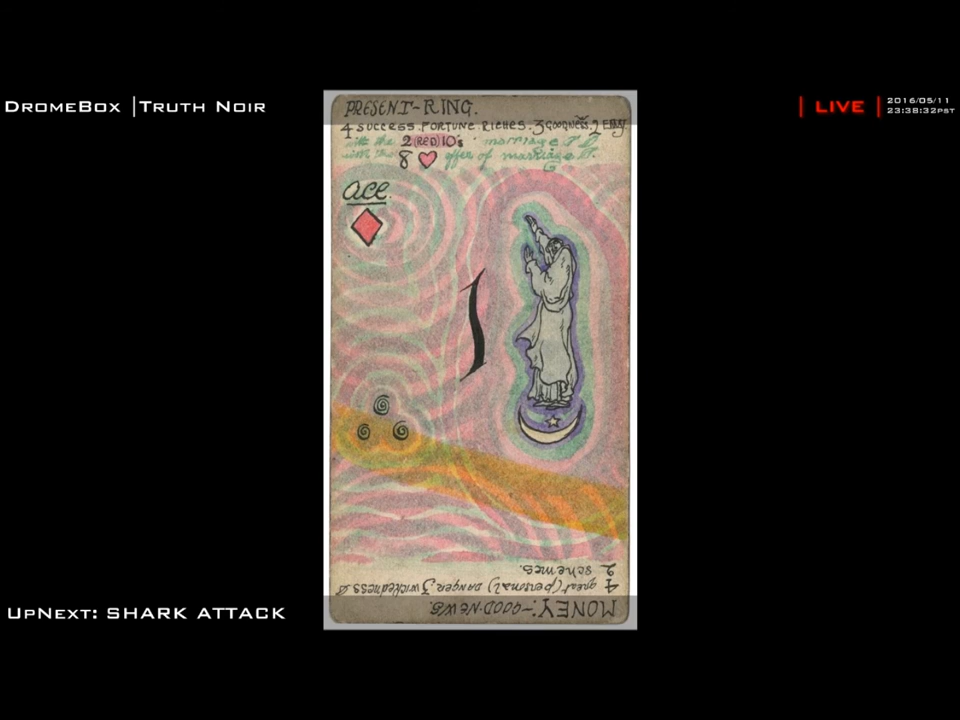 DROMEBOX |TRUTH NOIR
| LIVE |
2016/05/11
23:38:32PST
PRESENT-RING.
4 SUCCESS. FORTUNE. RICHES. 3 GOODNEWS. 2
with the 2 (RED) 10's marriage
with the 8 ♥ offer of marriage
ace.
1
2 schemes.
4 great (personal) DANGER. 3 wickedness &
MONEY:-GOOD-NEWS.
UPNEXT: SHARK ATTACK